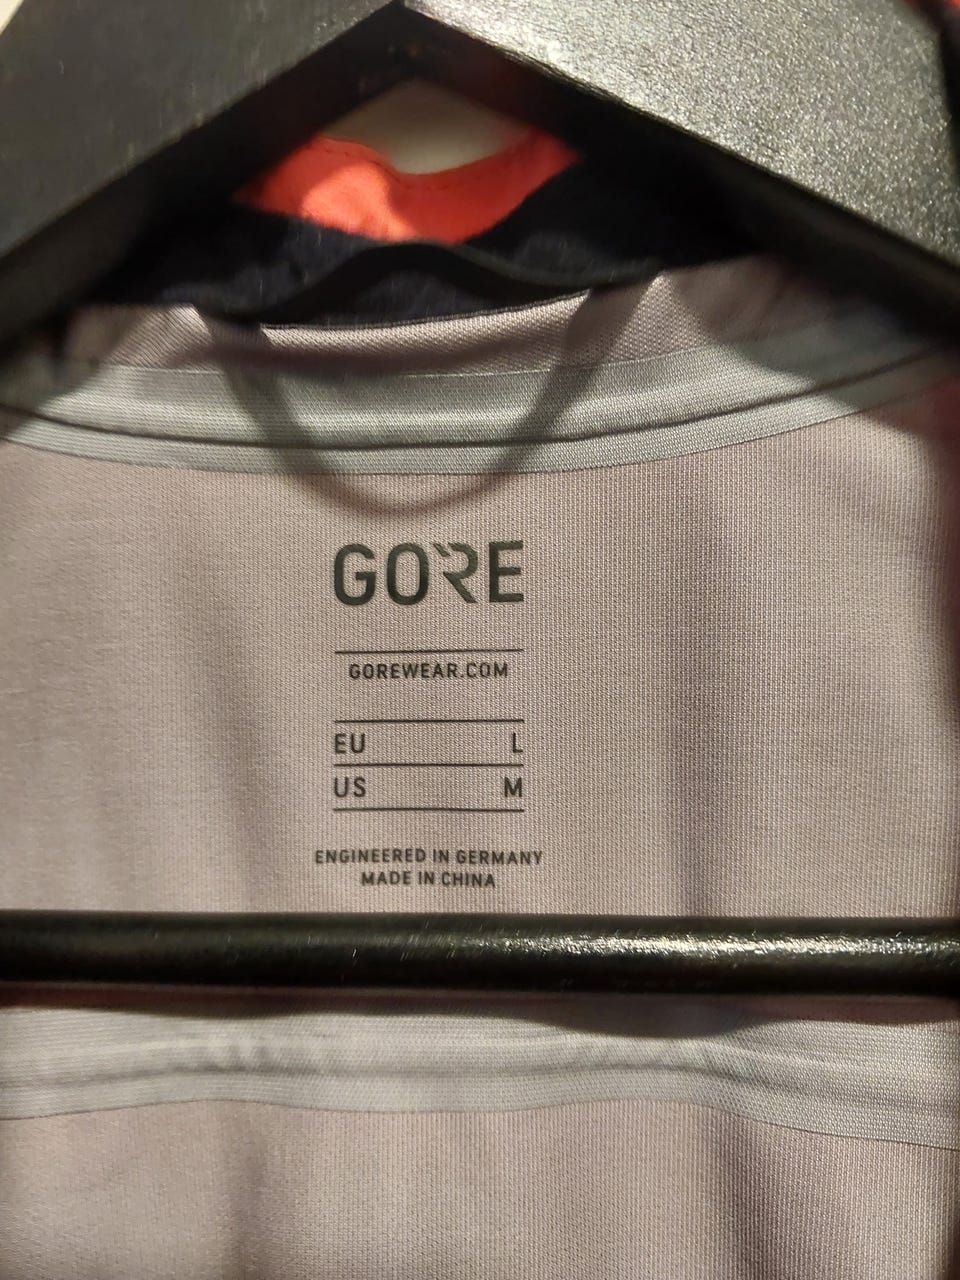 GORE
GOREWEAR.COM
EU L
US M
ENGINEERED IN GERMANY
MADE IN CHINA